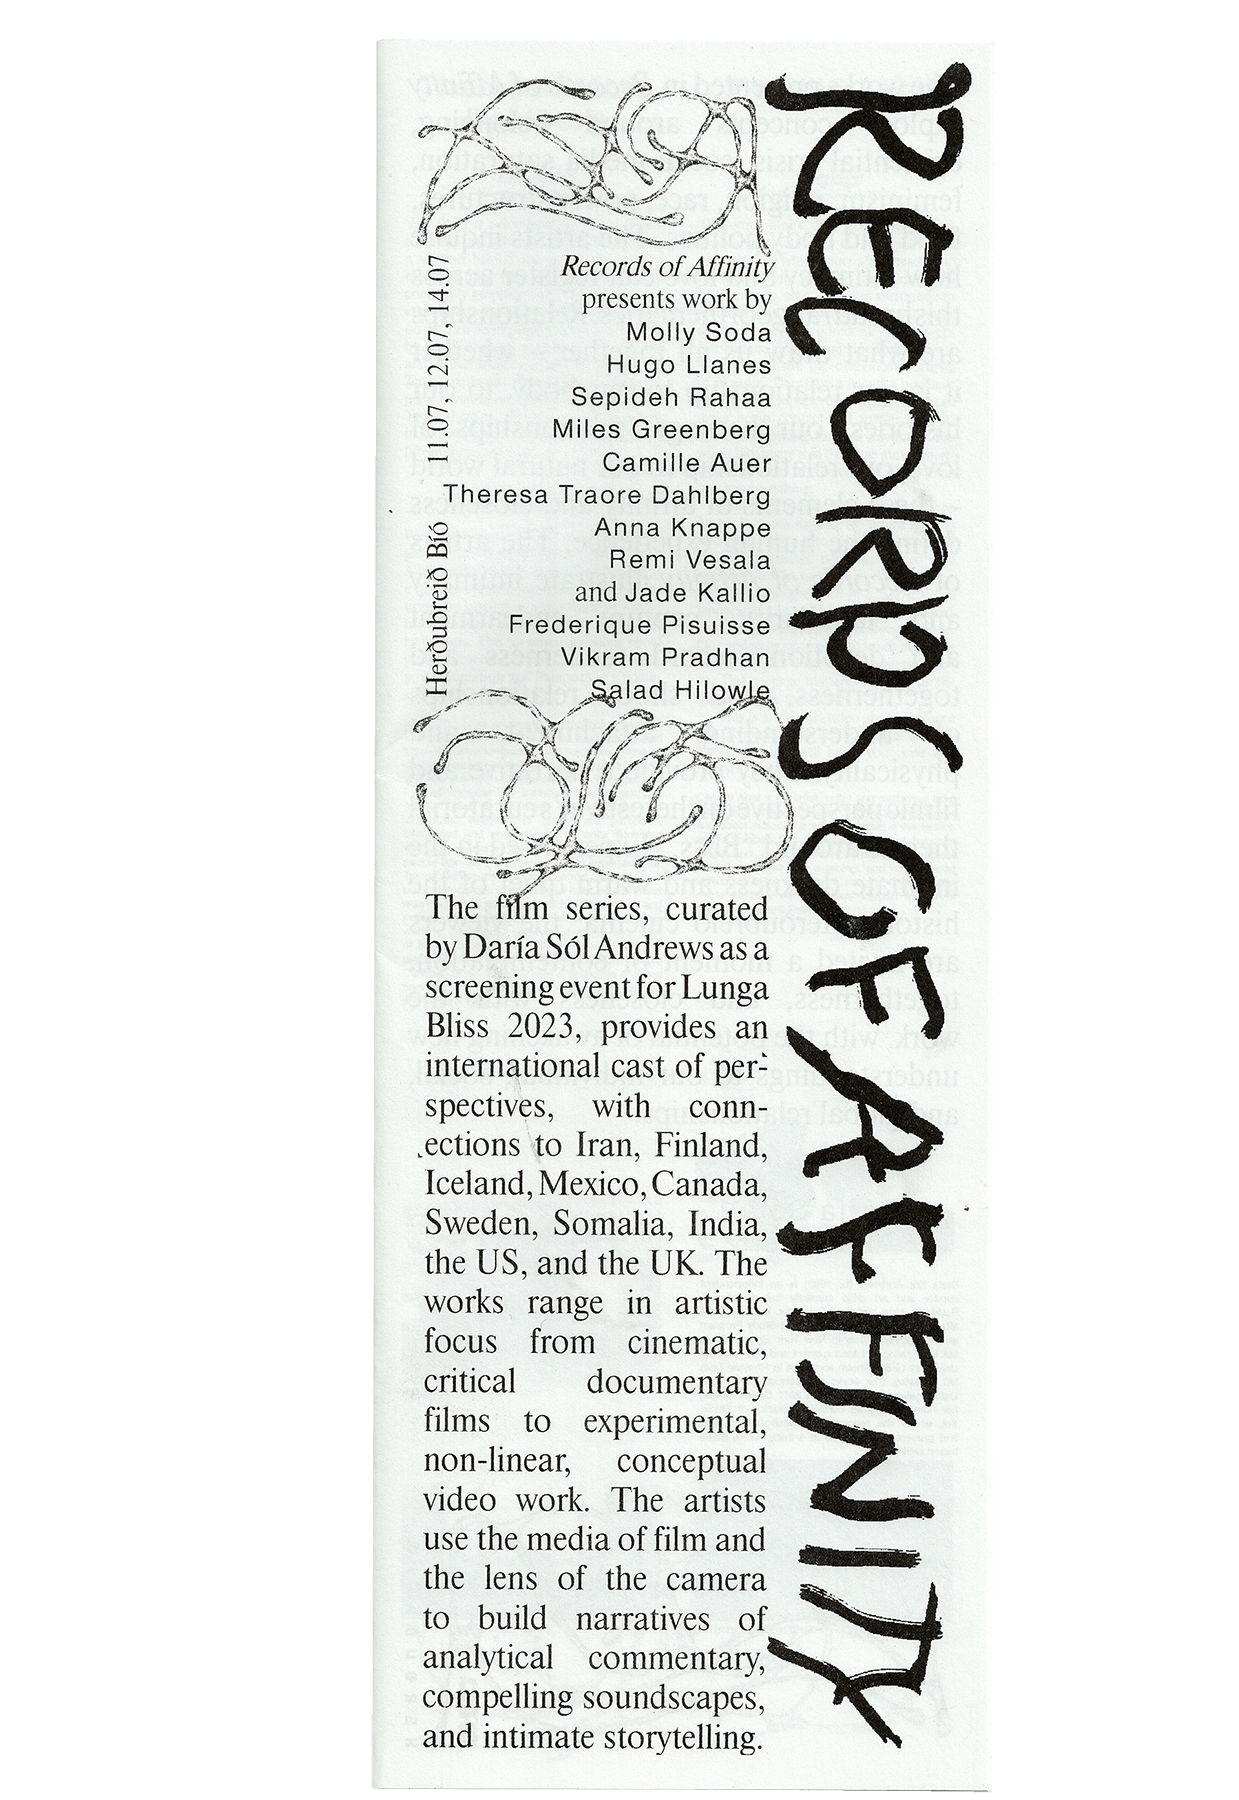 RECORDS OF AFFINITY
Records of Affinity
presents work by
Molly Soda
Hugo Llanes
Sepideh Rahaa
Miles Greenberg
Camille Auer
Theresa Traore Dahlberg
Anna Knappe
Remi Vesala
and Jade Kallio
Frederique Pisuisse
Vikram Pradhan
Salad Hilowle
Herðubreið Bíó 11.07, 12.07, 14.07
The film series, curated
by Daría Sól Andrews as a
screening event for Lunga
Bliss 2023, provides an
international cast of per-
spectives, with conn-
ections to Iran, Finland,
Iceland, Mexico, Canada,
Sweden, Somalia, India,
the US, and the UK. The
works range in artistic
focus from cinematic,
critical documentary
films to experimental,
non-linear, conceptual
video work. The artists
use the media of film and
the lens of the camera
to build narratives of
analytical commentary,
compelling soundscapes,
and intimate storytelling.